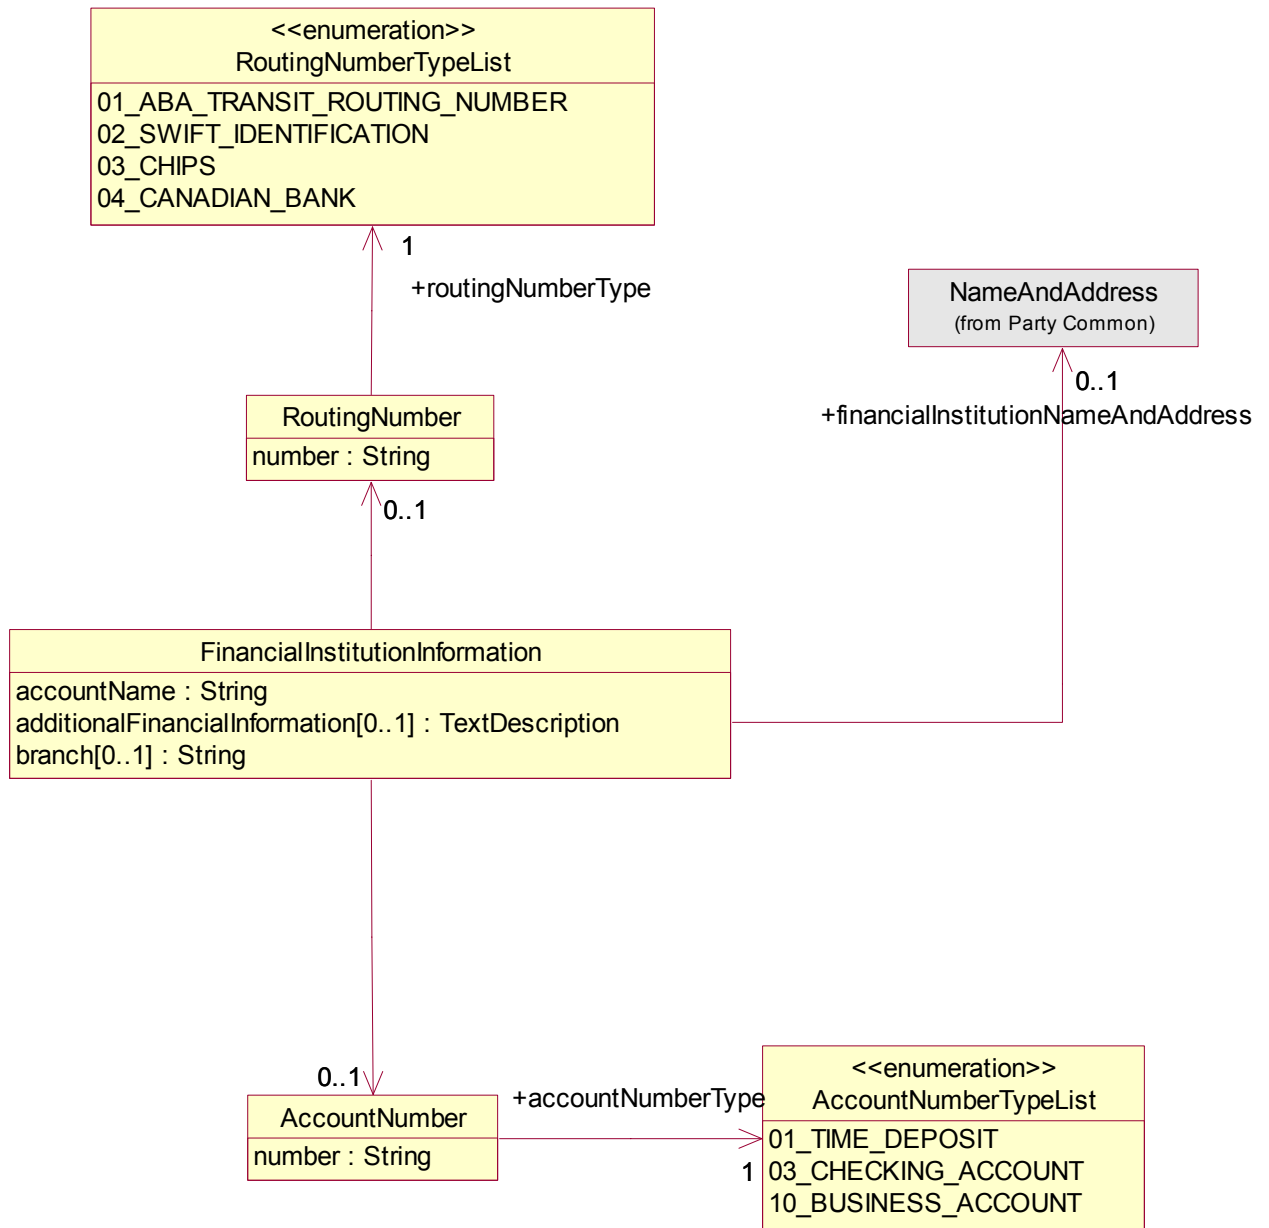 <<enumeration>>
RoutingNumberTypeList
01_ABA_TRANSIT_ROUTING_NUMBER
02_SWIFT_IDENTIFICATION
03_CHIPS
04_CANADIAN_BANK
1
+routingNumberType
NameAndAddress
(from Party Common)
0..1
+financialInstitutionNameAndAddress
RoutingNumber
number : String
0..1
FinancialInstitutionInformation
accountName : String
additionalFinancialInformation[0..1] : TextDescription
branch[0..1] : String
0..1
AccountNumber
number : String
+accountNumberType
1
<<enumeration>>
AccountNumberTypeList
01_TIME_DEPOSIT
03_CHECKING_ACCOUNT
10_BUSINESS_ACCOUNT